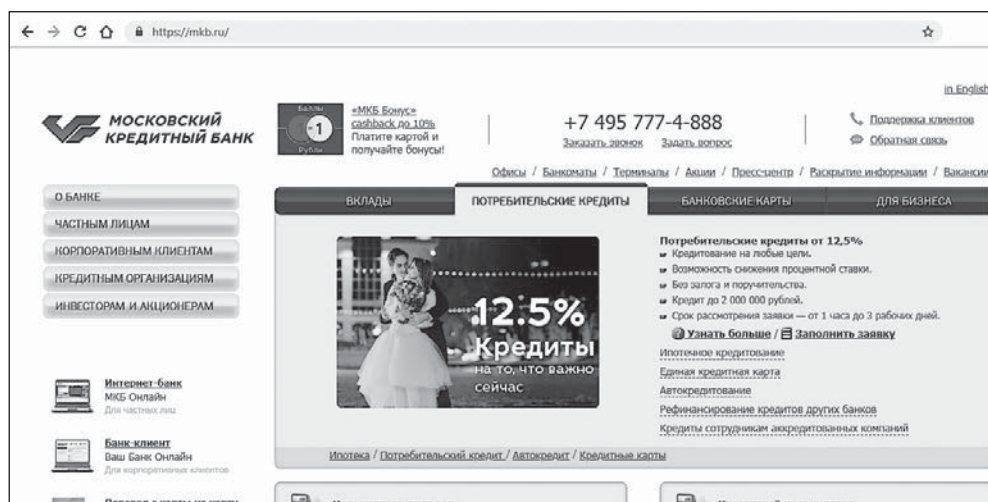 https://mkb.ru/
in English
МОСКОВСКИЙ
КРЕДИТНЫЙ БАНК
Баллы
1
Рубли
«МКБ Бонус»
cashback до 10%
Платите картой и
получайте бонусы!
+7 495 777-4-888
Заказать звонок Задать вопрос
Поддержка клиентов
Обратная связь
Офисы / Банкоматы / Терминалы / Акции / Пресс-центр / Раскрытие информации / Вакансии
О БАНКЕ
ЧАСТНЫМ ЛИЦАМ
КОРПОРАТИВНЫМ КЛИЕНТАМ
КРЕДИТНЫМ ОРГАНИЗАЦИЯМ
ИНВЕСТОРАМ И АКЦИОНЕРАМ
ВКЛАДЫ ПОТРЕБИТЕЛЬСКИЕ КРЕДИТЫ БАНКОВСКИЕ КАРТЫ ДЛЯ БИЗНЕСА
12.5%
Кредиты
на то, что важно
сейчас
Потребительские кредиты от 12,5%
Кредитование на любые цели.
Возможность снижения процентной ставки.
Без залога и поручительства.
Кредит до 2 000 000 рублей.
Срок рассмотрения заявки — от 1 часа до 3 рабочих дней.
Узнать больше / Заполнить заявку
Ипотечное кредитование
Единая кредитная карта
Автокредитование
Рефинансирование кредитов других банков
Кредиты сотрудникам аккредитованных компаний
Ипотека / Потребительский кредит / Автокредит / Кредитные карты
Интернет-банк
МКБ Онлайн
Для частных лиц
Банк-клиент
Ваш Банк Онлайн
Для корпоративных клиентов